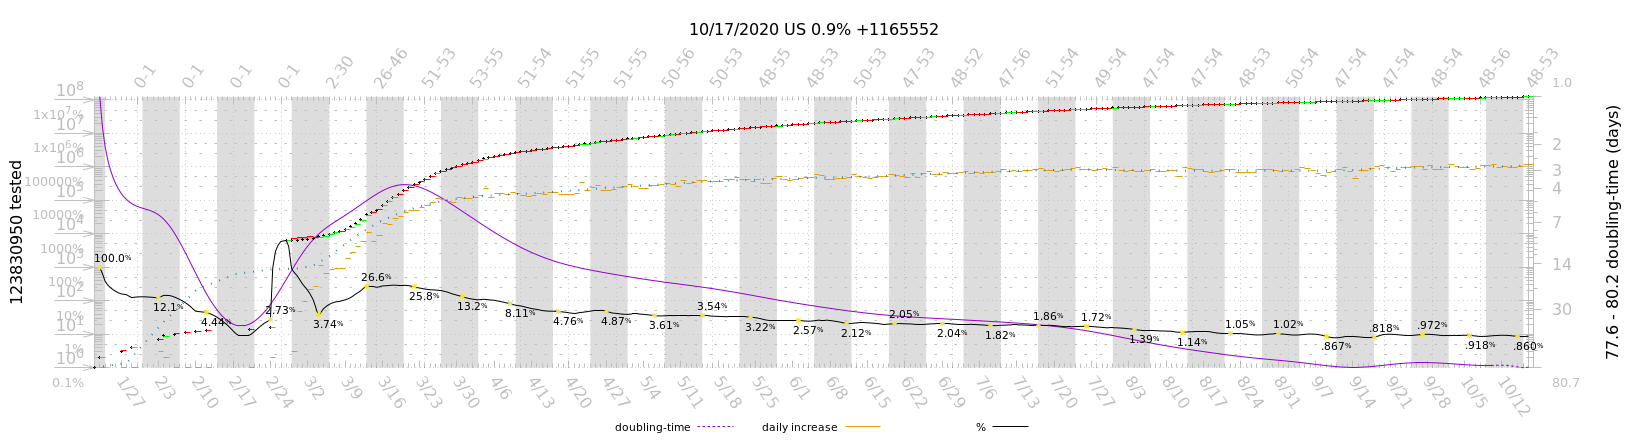 10/17/2020 US 0.9% +1165552
0-1 0-1 0-1 0-1 2-30 26-46 51-53 53-55 51-54 51-55 51-55 50-56 50-53 48-55 48-53 50-53 47-53 48-52 47-56 51-54 49-54 47-54 47-54 48-53 50-54 47-54 47-54 48-54 48-56 48-53
10⁸ 1.0
1x10⁷%
10⁷
2
1x10⁶%
10⁶
3
100000%
10⁵
4
10000%
10⁴
7
1000%
10³
14
100%
10²
30
10%
10¹
1%
10⁰
0.1%
80.7
123830950 tested
77.6 - 80.2 doubling-time (days)
100.0% 12.1% 4.44% 2.73% 3.74% 26.6% 25.8% 13.2% 8.11% 4.76% 4.87% 3.61% 3.54% 3.22% 2.57% 2.12% 2.05% 2.04% 1.82% 1.86% 1.72% 1.39% 1.14% 1.05% 1.02% .867% .818% .972% .918% .860%
1/27 2/3 2/10 2/17 2/24 3/2 3/9 3/16 3/23 3/30 4/6 4/13 4/20 4/27 5/4 5/11 5/18 5/25 6/1 6/8 6/15 6/22 6/29 7/6 7/13 7/20 7/27 8/3 8/10 8/17 8/24 8/31 9/7 9/14 9/21 9/28 10/5 10/12
doubling-time daily increase %